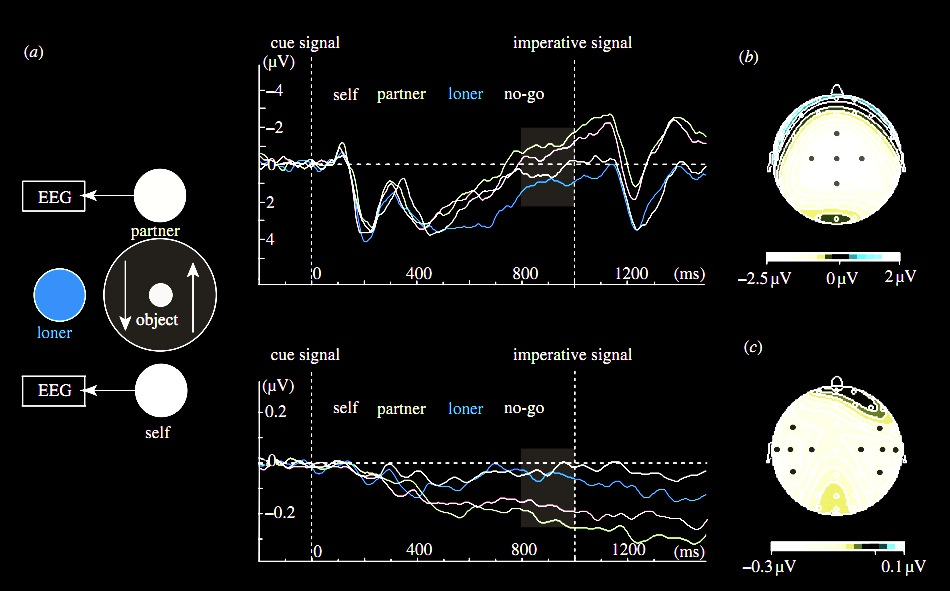 (a)
EEG
partner
loner
object
EEG
self
cue signal
imperative signal
(μV)
self partner loner no-go
−4
−2
0
2
4
0 400 800 1200 (ms)
cue signal
imperative signal
(μV)
self partner loner no-go
0.2
0
−0.2
0 400 800 1200 (ms)
(b)
−2.5 μV 0 μV 2 μV
(c)
−0.3 μV 0.1 μV